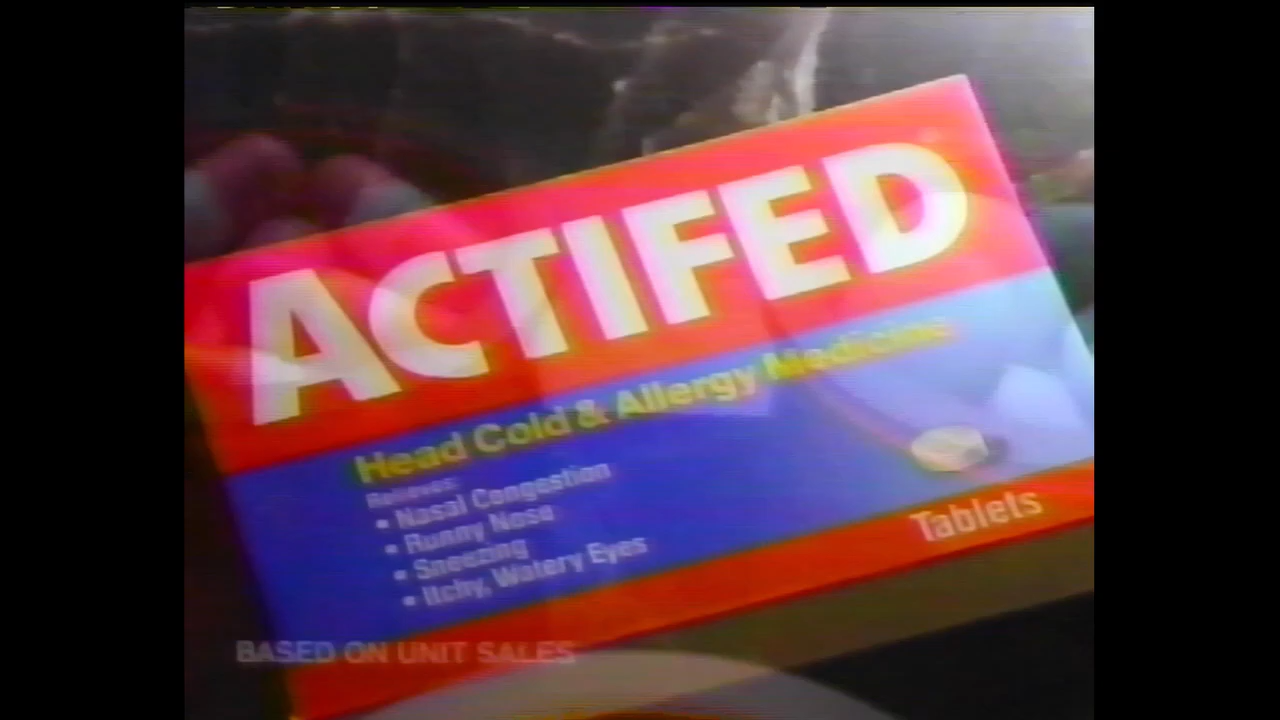 ACTIFED
Head Cold & Allergy Medicine
Relieves:
• Nasal Congestion
• Runny Nose
• Sneezing
• Itchy, Watery Eyes
Tablets
BASED ON UNIT SALES